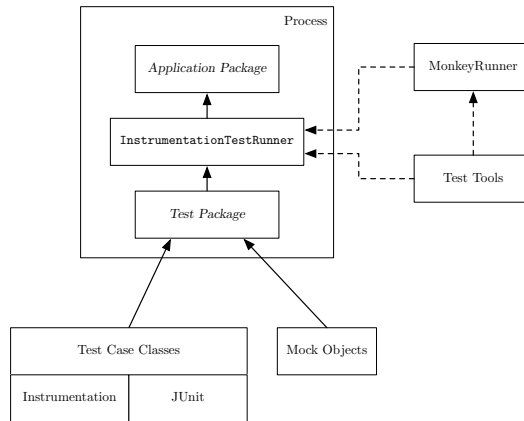 Process
Application Package
MonkeyRunner
InstrumentationTestRunner
Test Tools
Test Package
Test Case Classes
Mock Objects
Instrumentation
JUnit